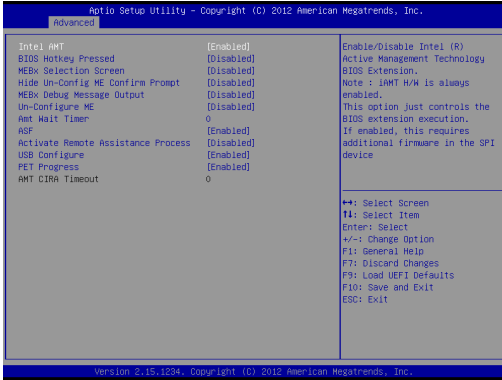 Aptio Setup Utility – Copyright (C) 2012 American Megatrends, Inc.
Advanced
Intel AMT [Enabled]
BIOS Hotkey Pressed [Disabled]
MEBx Selection Screen [Disabled]
Hide Un-Config ME Confirm Prompt [Disabled]
MEBx Debug Message Output [Disabled]
Un-Configure ME [Disabled]
Amt Wait Timer 0
ASF [Enabled]
Activate Remote Assistance Process [Disabled]
USB Configure [Enabled]
PET Progress [Enabled]
AMT CIRA Timeout 0
Enable/Disable Intel (R)
Active Management Technology
BIOS Extension.
Note : iAMT H/W is always
enabled.
This option just controls the
BIOS extension execution.
If enabled, this requires
additional firmware in the SPI
device
↔: Select Screen
↑↓: Select Item
Enter: Select
+/-: Change Option
F1: General Help
F7: Discard Changes
F9: Load UEFI Defaults
F10: Save and Exit
ESC: Exit
Version 2.15.1234. Copyright (C) 2012 American Megatrends, Inc.